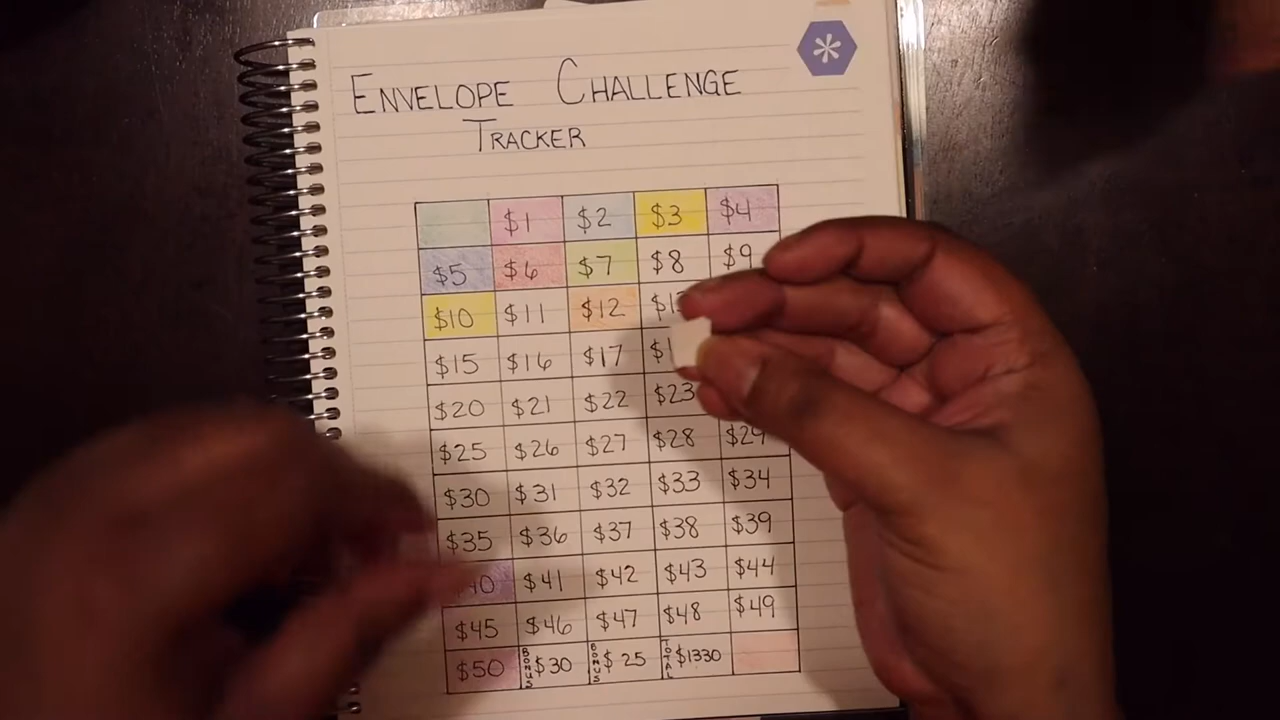 ENVELOPE CHALLENGE
TRACKER
$1 $2 $3 $4
$5 $6 $7 $8 $9
$10 $11 $12
$15 $16 $17
$20 $21 $22 $23
$25 $26 $27 $28 $29
$30 $31 $32 $33 $34
$35 $36 $37 $38 $39
$41 $42 $43 $44
$45 $46 $47 $48 $49
$50 BONUS $30 BONUS $25 TOTAL $1330